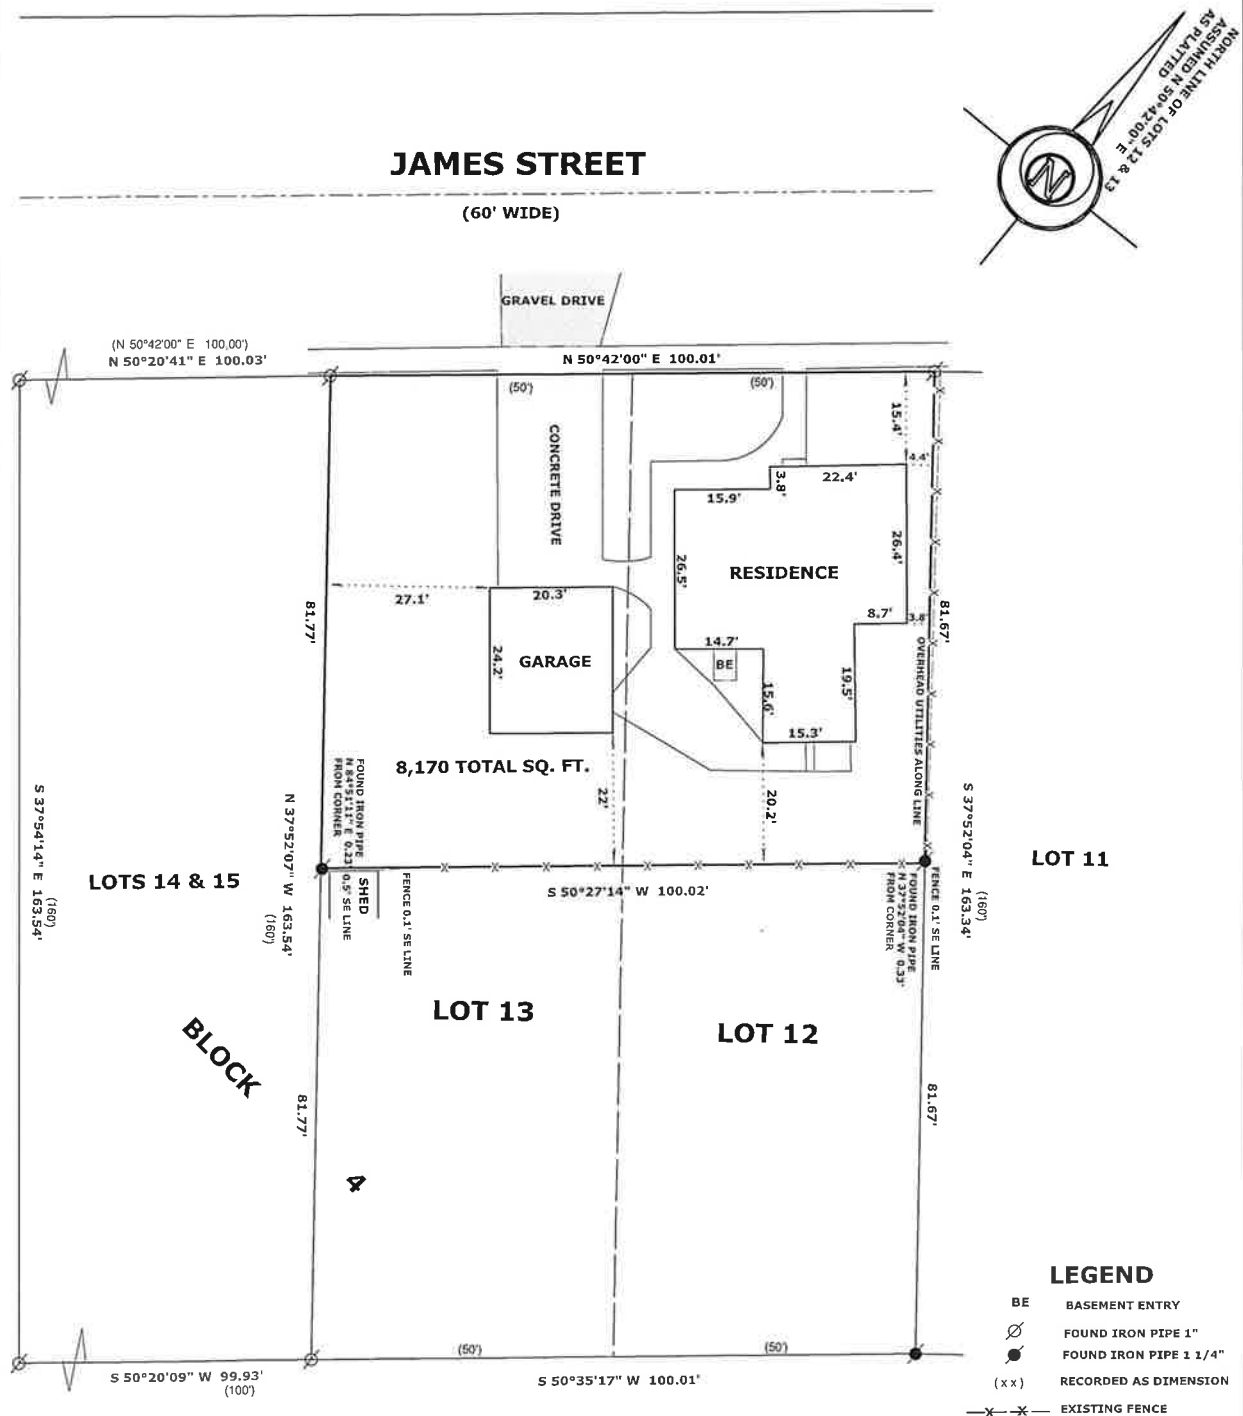 NORTH LINE OF LOTS 12 & 13
ASSUMED N 50°42'00" E
AS PLATTED
N
JAMES STREET
(60' WIDE)
GRAVEL DRIVE
(N 50°42'00" E 100.00')
N 50°20'41" E 100.03'
N 50°42'00" E 100.01'
(50')
(50')
CONCRETE DRIVE
15.4'
4.4'
3.8'
22.4'
15.9'
26.5'
RESIDENCE
26.4'
27.1'
20.3'
8.7'
3.8'
81.77'
81.67'
24.2'
GARAGE
14.7'
BE
15.6'
19.5'
15.3'
OVERHEAD UTILITIES ALONG LINE
8,170 TOTAL SQ. FT.
22'
20.2'
FOUND IRON PIPE
N 84°51'11" E 0.23'
FROM CORNER
S 37°54'14" E 163.54'
(160')
N 37°52'07" W 163.54'
(160')
S 37°52'04" E 163.34'
(160')
LOTS 14 & 15
LOT 11
SHED
0.5' SE LINE
FENCE 0.1' SE LINE
S 50°27'14" W 100.02'
FOUND IRON PIPE
N 37°52'04" W 0.33'
FROM CORNER
FENCE 0.1' SE LINE
LOT 13
LOT 12
BLOCK
4
81.77'
81.67'
(50')
(50')
S 50°20'09" W 99.93'
(100')
S 50°35'17" W 100.01'
LEGEND
BE BASEMENT ENTRY
FOUND IRON PIPE 1"
FOUND IRON PIPE 1 1/4"
(xx) RECORDED AS DIMENSION
X X EXISTING FENCE